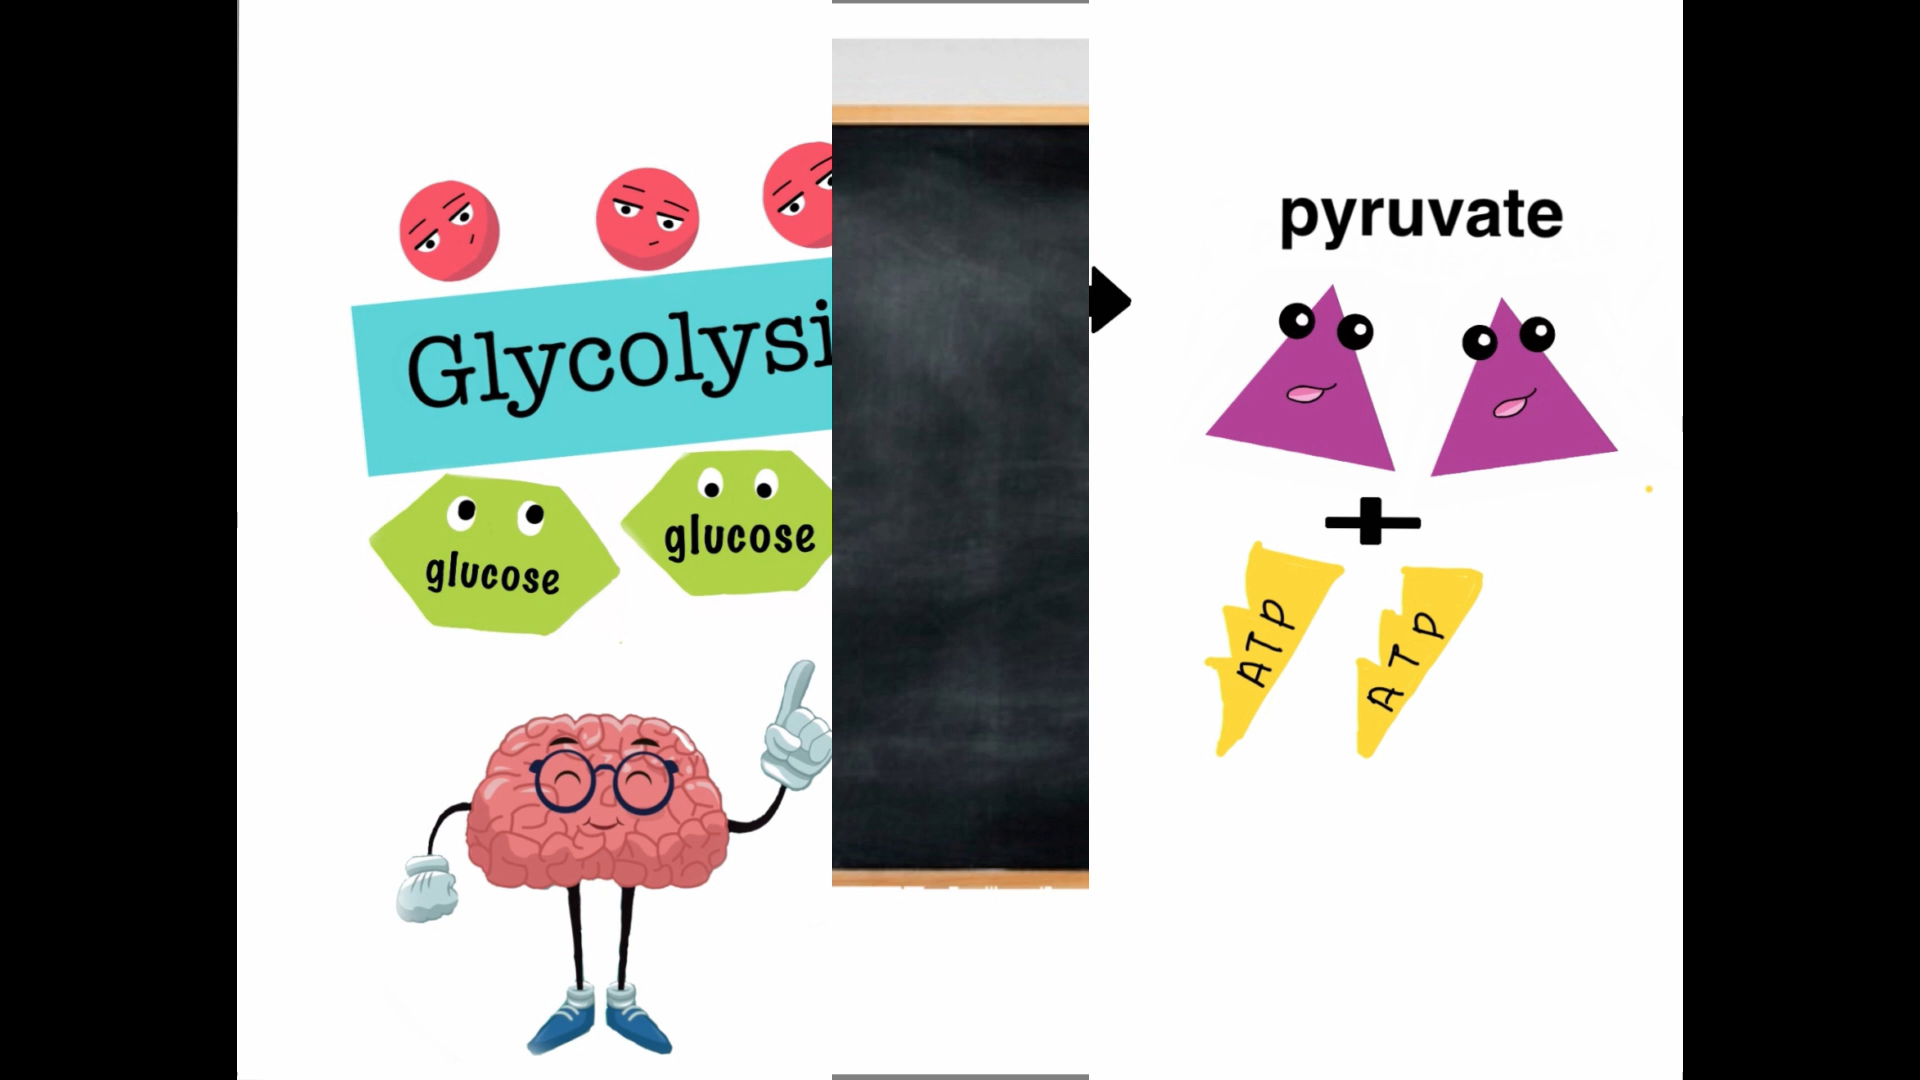 Glycolysi
glucose
glucose
pyruvate
ATP
ATP